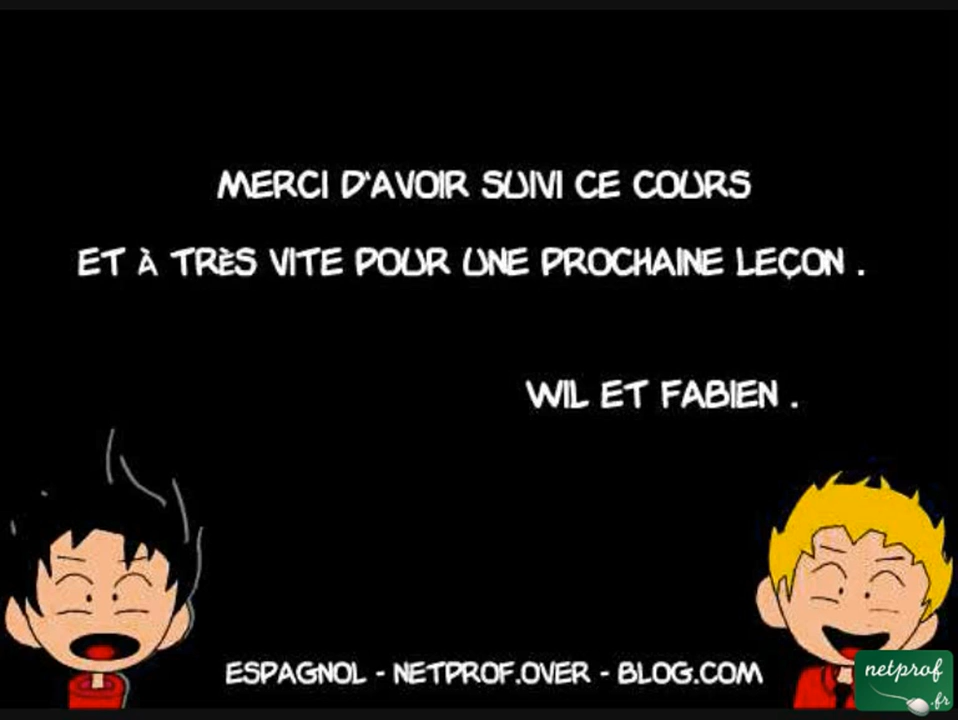 MERCI D'AVOIR SUIVI CE COURS
ET À TRÈS VITE POUR UNE PROCHAINE LEÇON .
WIL ET FABIEN .
ESPAGNOL - NETPROF.OVER - BLOG.COM
netprof
.fr